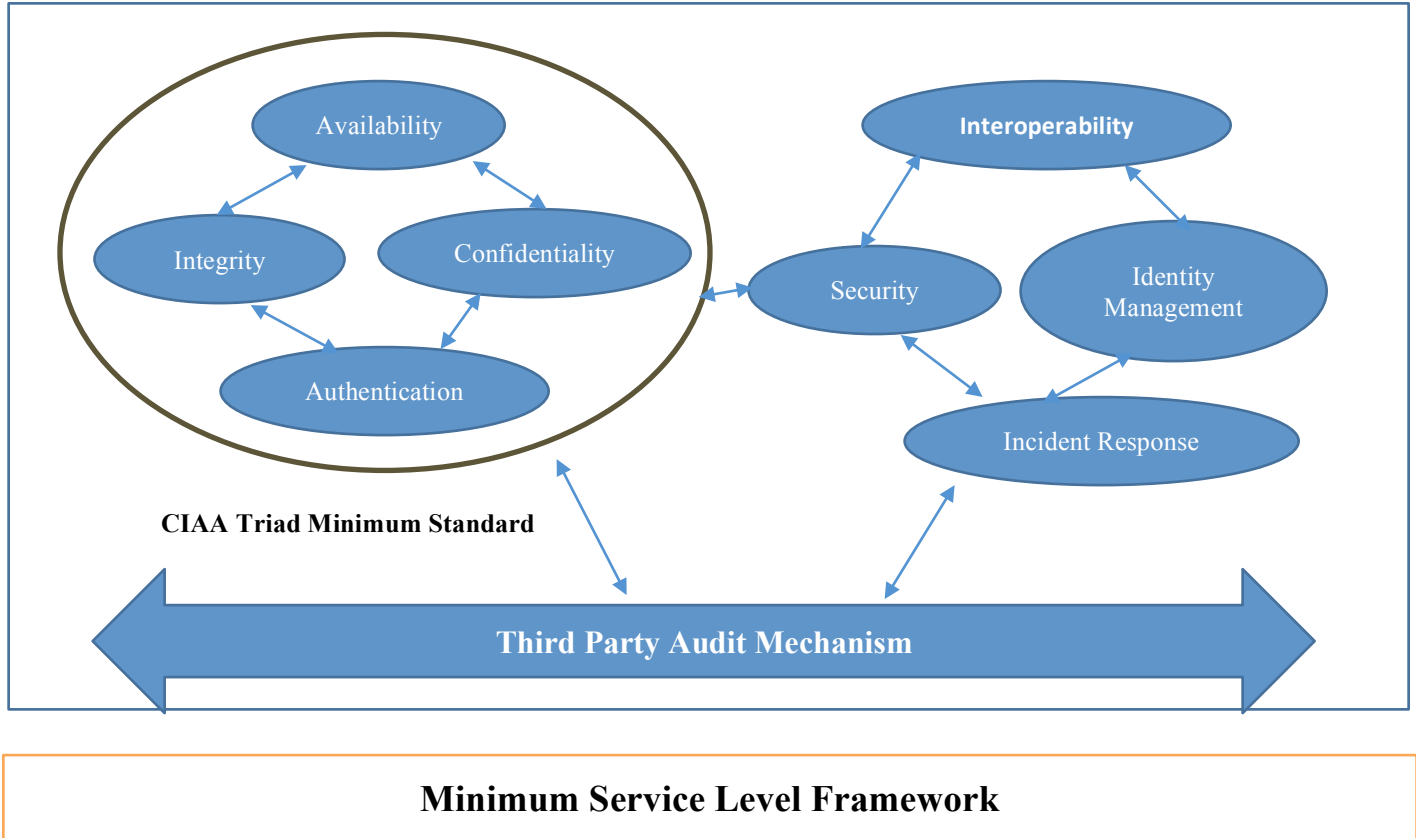 Availability
Interoperability
Integrity
Confidentiality
Security
Identity
Management
Authentication
Incident Response
CIAA Triad Minimum Standard
Third Party Audit Mechanism
Minimum Service Level Framework